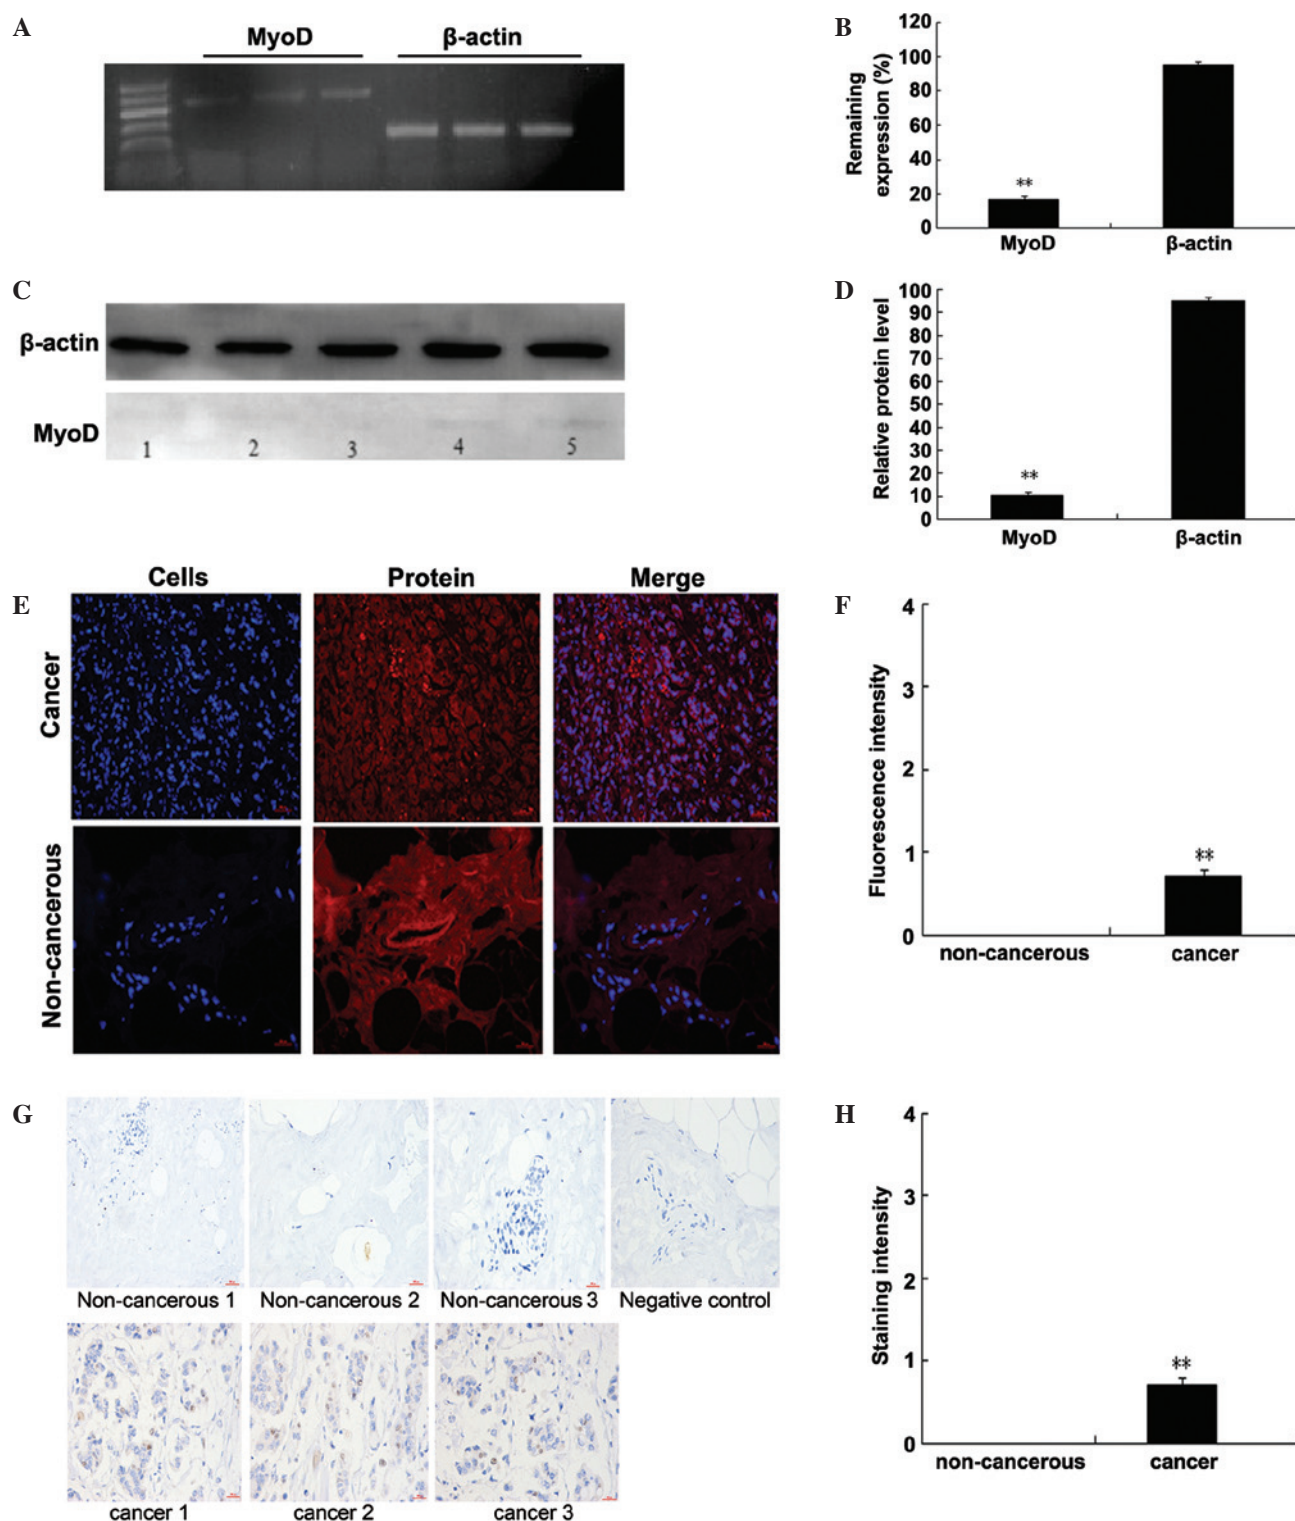 A
MyoD
β-actin
B
Remaining
expression (%)
120
100
80
60
40
20
0
**
MyoD
β-actin
C
β-actin
MyoD
1
2
3
4
5
D
Relative protein level
100
90
80
70
60
50
40
30
20
10
0
**
MyoD
β-actin
E
Cells
Protein
Merge
Cancer
Non-cancerous
F
Fluorescence intensity
4
3
2
1
0
**
non-cancerous
cancer
G
Non-cancerous 1
Non-cancerous 2
Non-cancerous 3
Negative control
cancer 1
cancer 2
cancer 3
H
Staining intensity
4
3
2
1
0
**
non-cancerous
cancer